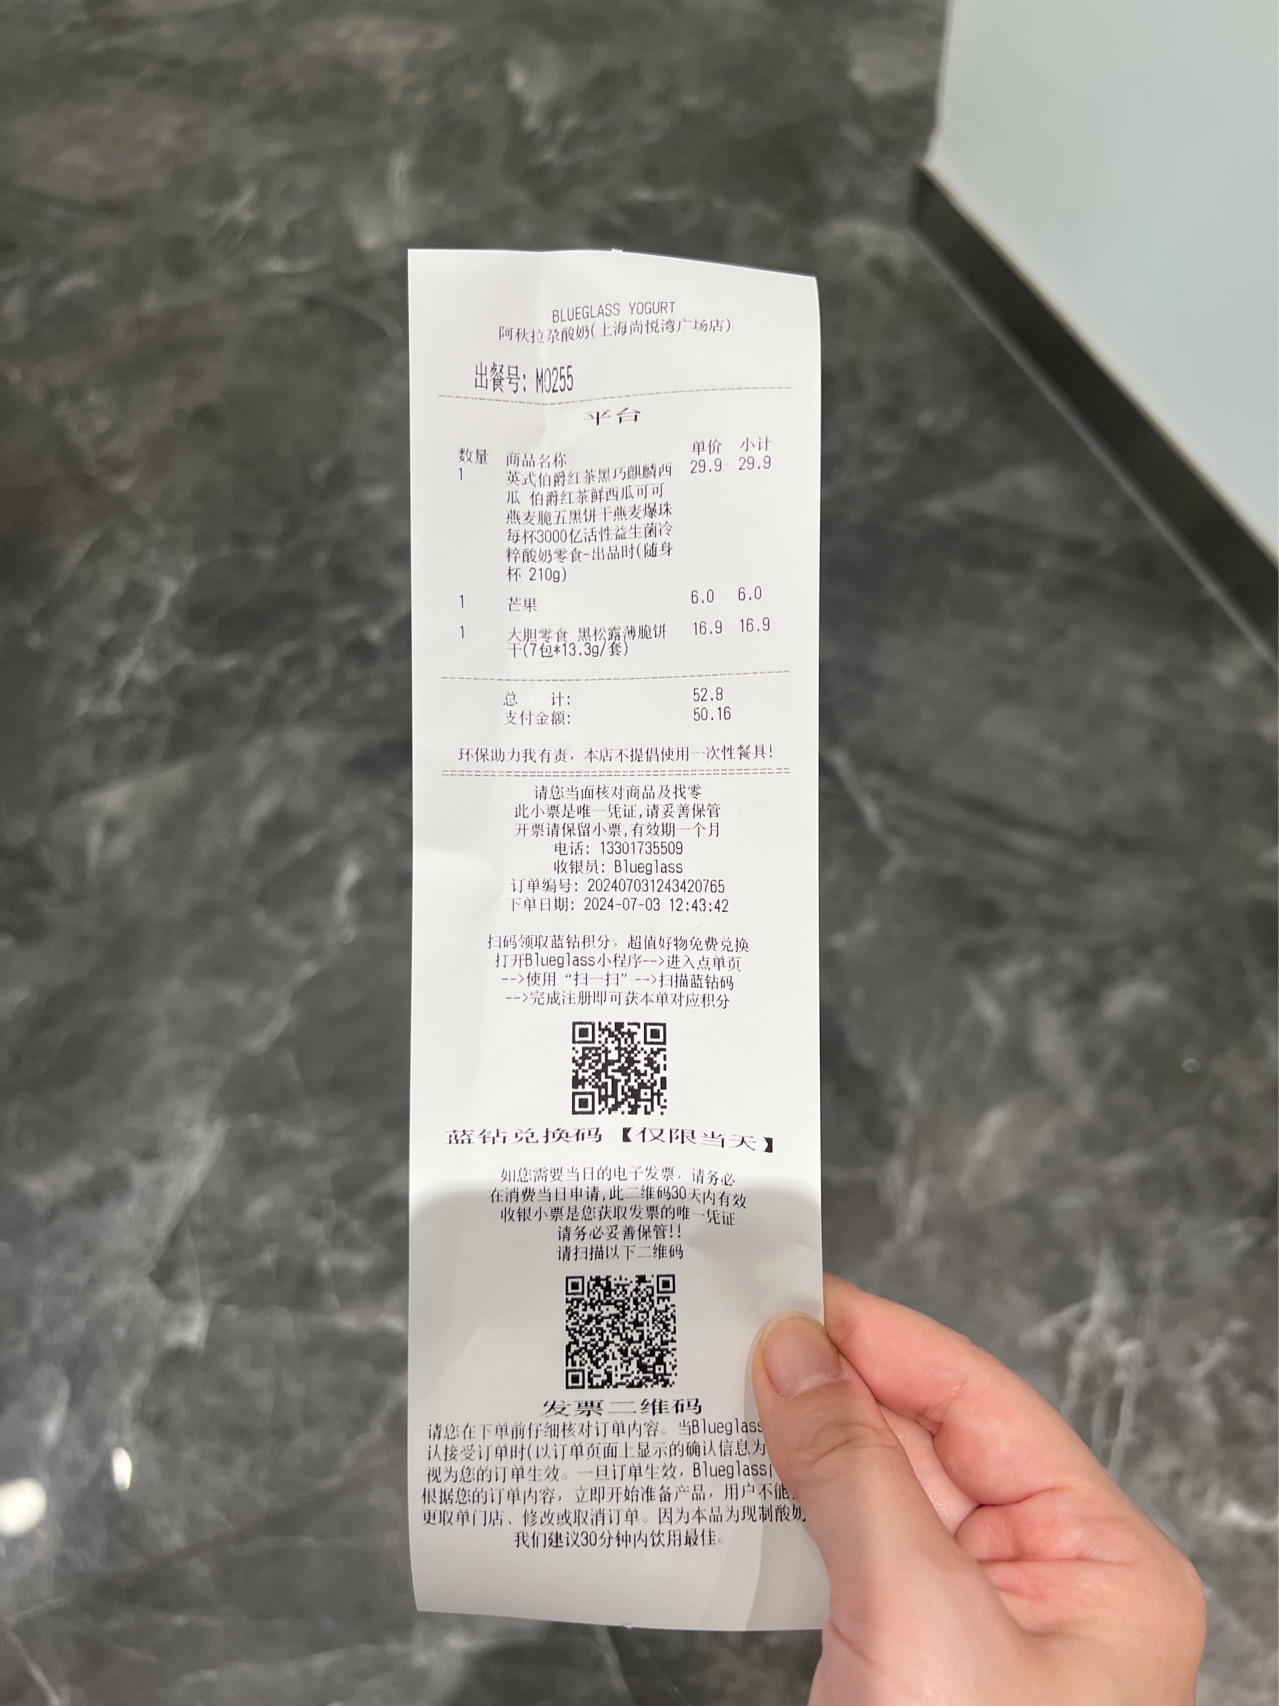 BLUEGLASS YOGURT
阿秋拉尕酸奶(上海尚悦湾广场店)
出餐号: M0255
平台
数量 商品名称 单价 小计
1 英式伯爵红茶黑巧麒麟西 29.9 29.9
瓜 伯爵红茶鲜西瓜可可
燕麦脆五黑饼干燕麦爆珠
每杯3000亿活性益生菌冷
粹酸奶零食-出品时(随身
杯 210g)
1 芒果 6.0 6.0
1 大胆零食 黑松露薄脆饼 16.9 16.9
干(7包*13.3g/套)
总 计: 52.8
支付金额: 50.16
环保助力我有责，本店不提倡使用一次性餐具!
请您当面核对商品及找零
此小票是唯一凭证,请妥善保管
开票请保留小票,有效期一个月
电话: 13301735509
收银员: Blueglass
订单编号: 202407031243420765
下单日期: 2024-07-03 12:43:42
扫码领取蓝钻积分，超值好物免费兑换
打开Blueglass小程序-->进入点单页
-->使用“扫一扫”-->扫描蓝钻码
-->完成注册即可获本单对应积分
蓝钻兑换码【仅限当天】
如您需要当日的电子发票，请务必
在消费当日申请,此二维码30天内有效
收银小票是您获取发票的唯一凭证
请务必妥善保管!!
请扫描以下二维码
发票二维码
请您在下单前仔细核对订单内容。当Blueglass
认接受订单时(以订单页面上显示的确认信息为
视为您的订单生效。一旦订单生效，Blueglass
根据您的订单内容，立即开始准备产品，用户不能
更取单门店、修改或取消订单。因为本品为现制酸奶
我们建议30分钟内饮用最佳。